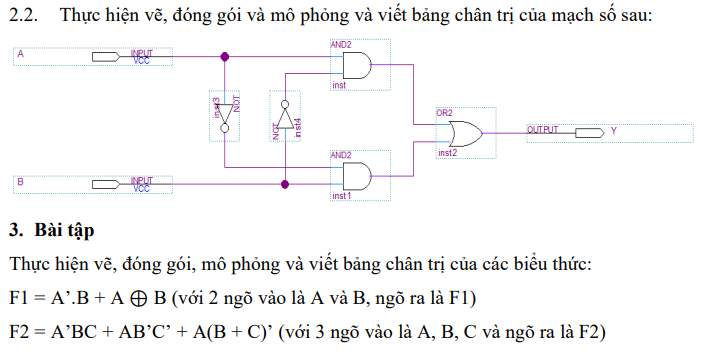 2.2. Thực hiện vẽ, đóng gói và mô phỏng và viết bảng chân trị của mạch số sau:
A
INPUT
VCC
AND2
inst
inst3
NOT
NOT
inst4
OR2
inst2
OUTPUT
Y
AND2
inst1
B
INPUT
VCC
3. Bài tập
Thực hiện vẽ, đóng gói, mô phỏng và viết bảng chân trị của các biểu thức:
F1 = A’.B + A ⨁ B (với 2 ngõ vào là A và B, ngõ ra là F1)
F2 = A’BC + AB’C’ + A(B + C)’ (với 3 ngõ vào là A, B, C và ngõ ra là F2)